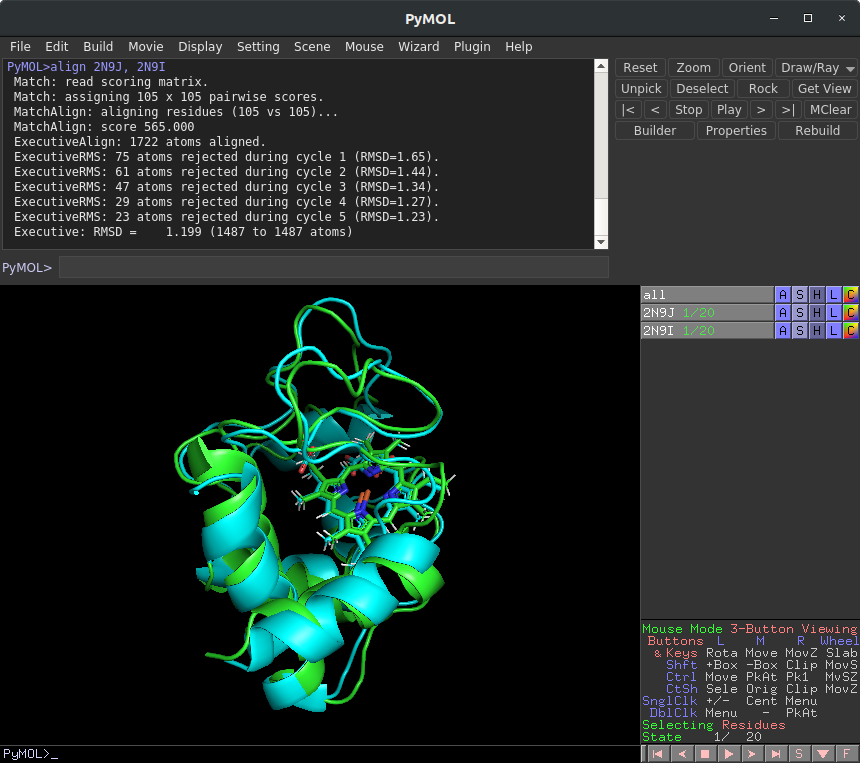 PyMOL
File Edit Build Movie Display Setting Scene Mouse Wizard Plugin Help
PyMOL>align 2N9J, 2N9I
Match: read scoring matrix.
Match: assigning 105 x 105 pairwise scores.
MatchAlign: aligning residues (105 vs 105)...
MatchAlign: score 565.000
ExecutiveAlign: 1722 atoms aligned.
ExecutiveRMS: 75 atoms rejected during cycle 1 (RMSD=1.65).
ExecutiveRMS: 61 atoms rejected during cycle 2 (RMSD=1.44).
ExecutiveRMS: 47 atoms rejected during cycle 3 (RMSD=1.34).
ExecutiveRMS: 29 atoms rejected during cycle 4 (RMSD=1.27).
ExecutiveRMS: 23 atoms rejected during cycle 5 (RMSD=1.23).
Executive: RMSD =    1.199 (1487 to 1487 atoms)
PyMOL>
Reset Zoom Orient Draw/Ray
Unpick Deselect Rock Get View
|< < Stop Play > >| MClear
Builder Properties Rebuild
all A S H L C
2N9J 1/20 A S H L C
2N9I 1/20 A S H L C
Mouse Mode 3-Button Viewing
Buttons L M R Wheel
& Keys Rota Move MovZ Slab
Shft +Box -Box Clip MovS
Ctrl Move PkAt Pk1 MvSZ
CtSh Sele Orig Clip MovZ
SnglClk +/- Cent Menu
DblClk Menu - PkAt
Selecting Residues
State 1/ 20
PyMOL>_
S F